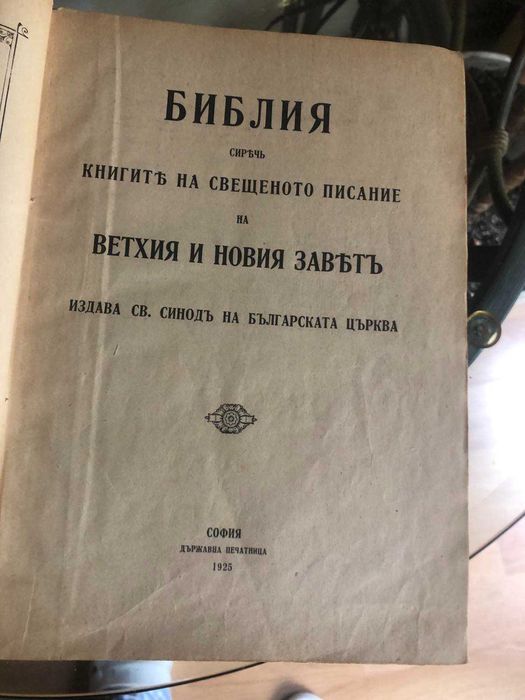 БИБЛИЯ
СИРѢЧЬ
КНИГИТѢ НА СВЕЩЕНОТО ПИСАНИЕ
НА
ВЕТХИЯ И НОВИЯ ЗАВѢТЪ
ИЗДАВА СВ. СИНОДЪ НА БЪЛГАРСКАТА ЦЪРКВА
СОФИЯ
ДЪРЖАВНА ПЕЧАТНИЦА
1925